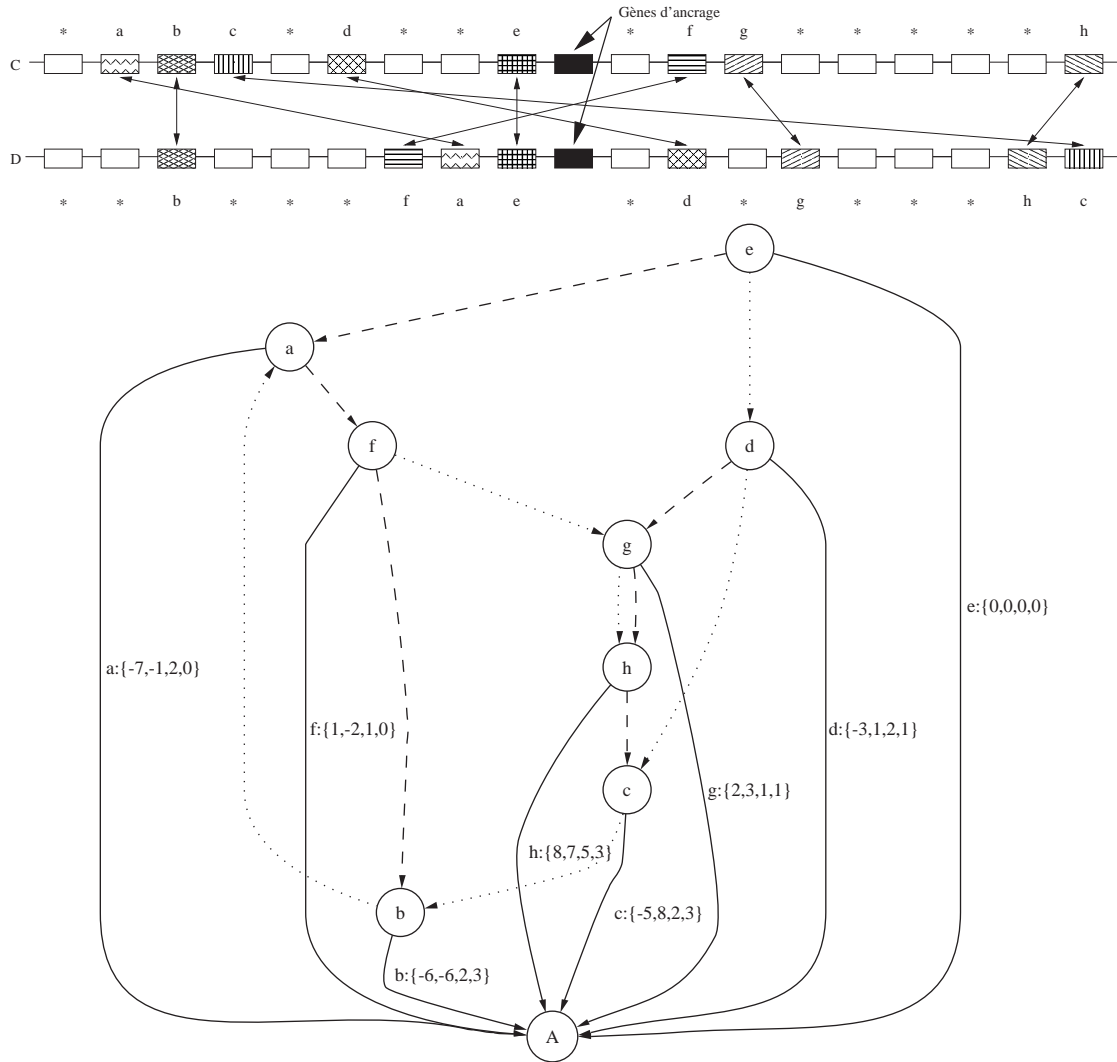 Gènes d'ancrage
* a b c * d * * e * f g * * * * * h
C
D
* * b * * * f a e * d * g * * * h c
e
a
f d
g
e:{0,0,0,0}
h
a:{-7,-1,2,0}
f:{1,-2,1,0} d:{-3,1,2,1}
c g:{2,3,1,1}
h:{8,7,5,3}
b c:{-5,8,2,3}
b:{-6,-6,2,3}
A